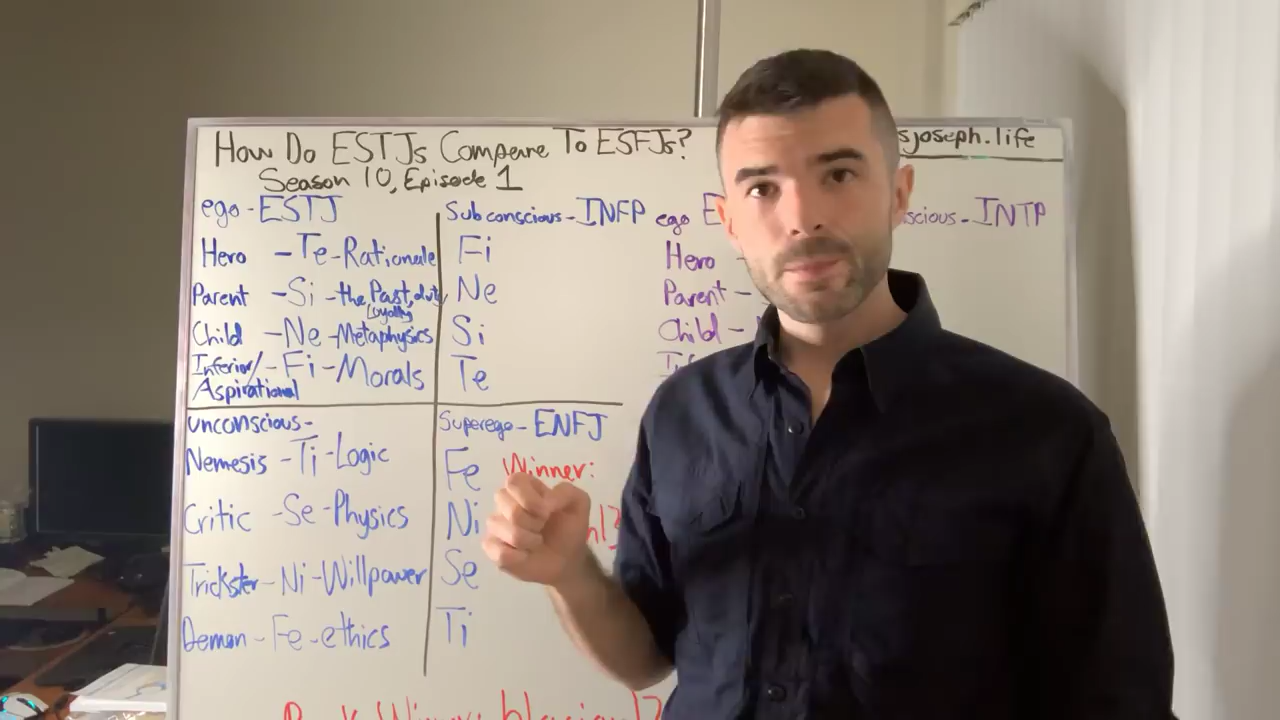 How Do ESTJs Compare To ESFJs?
sjoseph.life
Season 10, Episode 1
ego - ESTJ
Hero - Te - Rationale
Parent - Si - the Past, duty,
Loyalty
Child - Ne - Metaphysics
Inferior/ - Fi - Morals
Aspirational
Subconscious - INFP
Fi
Ne
Si
Te
unconscious -
Nemesis - Ti - Logic
Critic - Se - Physics
Trickster - Ni - Willpower
Demon - Fe - ethics
Superego - ENFJ
Fe
Ni
Se
Ti
Winner:
ego E
Hero -
Parent -
Child -
Inf
scious - INTP